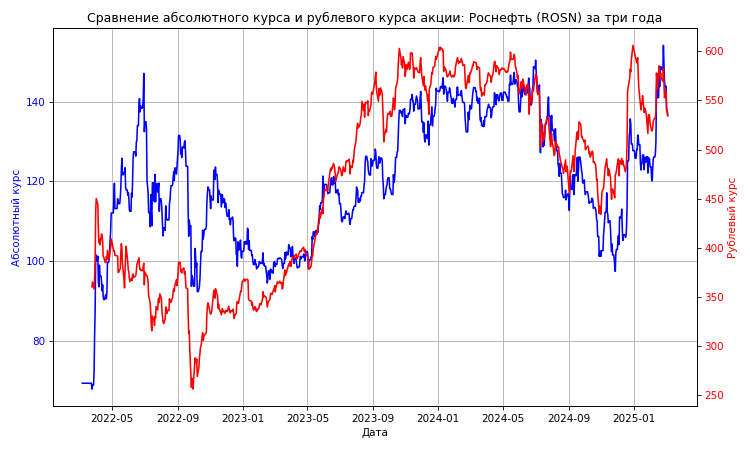 Сравнение абсолютного курса и рублевого курса акции: Роснефть (ROSN) за три года
Абсолютный курс
140
120
100
80
600
550
500
450
400
350
300
250
Рублевый курс
2022-05 2022-09 2023-01 2023-05 2023-09 2024-01 2024-05 2024-09 2025-01
Дата